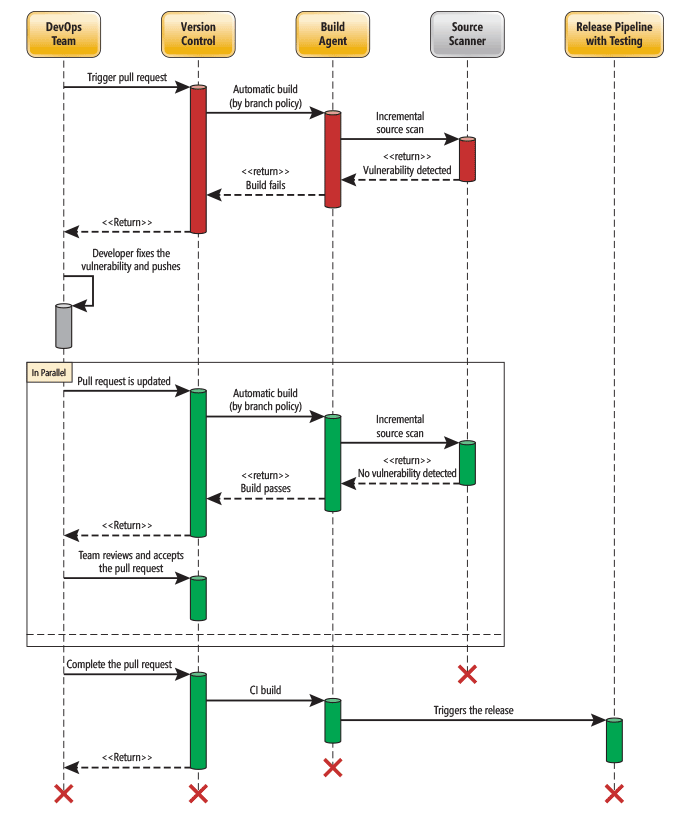 DevOps
Team
Version
Control
Build
Agent
Source
Scanner
Release Pipeline
with Testing
Trigger pull request
Automatic build
(by branch policy)
Incremental
source scan
<<return>>
Vulnerability detected
<<return>>
Build fails
<<Return>>
Developer fixes the
vulnerability and pushes
In Parallel
Pull request is updated
Automatic build
(by branch policy)
Incremental
source scan
<<return>>
No vulnerability detected
<<return>>
Build passes
<<Return>>
Team reviews and accepts
the pull request
Complete the pull request
CI build
Triggers the release
<<Return>>